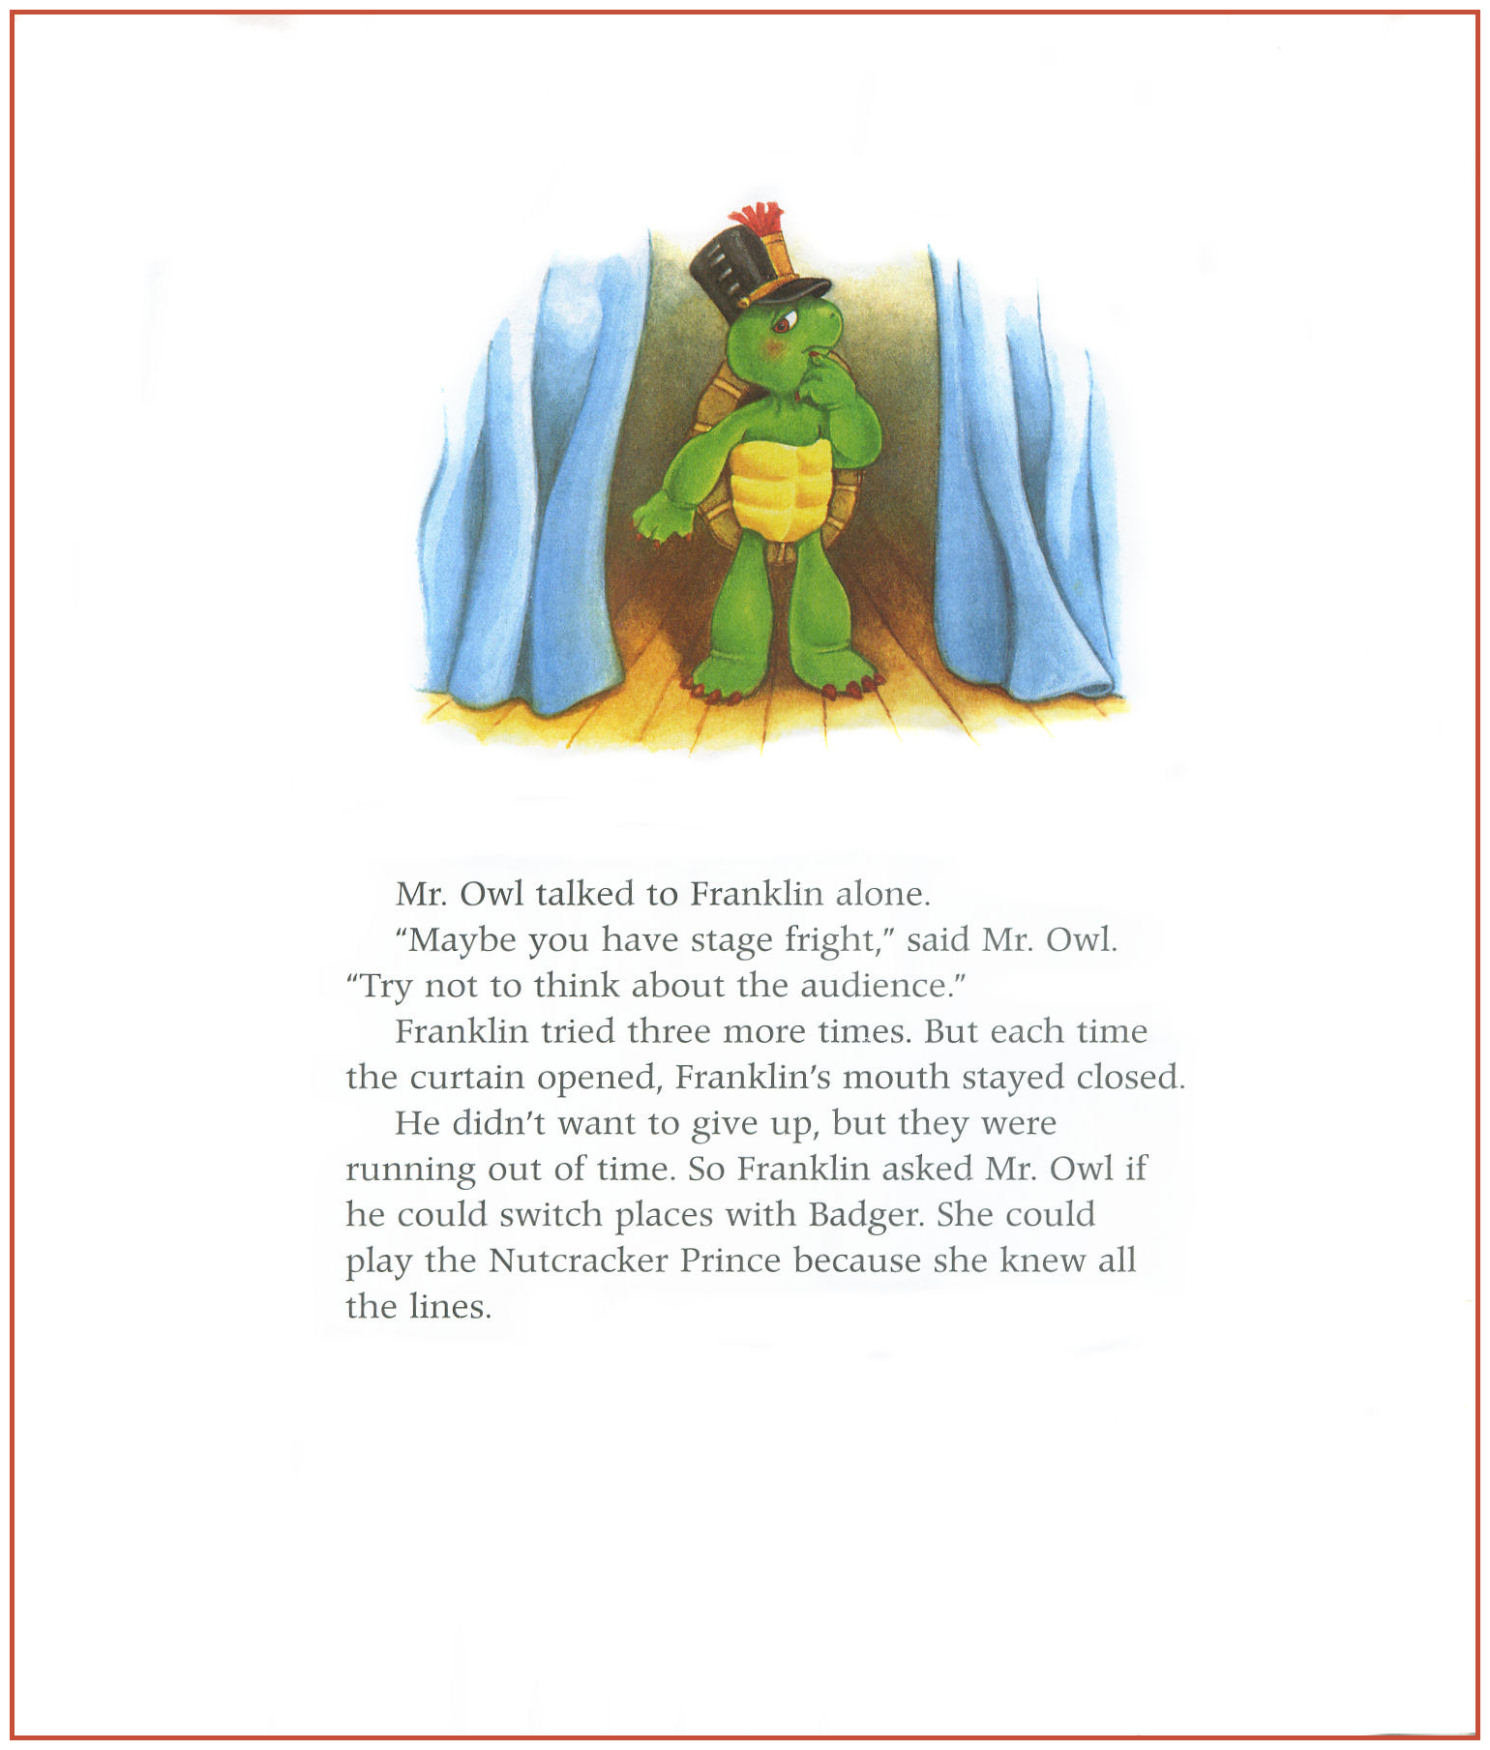 Mr. Owl talked to Franklin alone.
“Maybe you have stage fright,” said Mr. Owl.
“Try not to think about the audience.”
Franklin tried three more times. But each time
the curtain opened, Franklin’s mouth stayed closed.
He didn’t want to give up, but they were
running out of time. So Franklin asked Mr. Owl if
he could switch places with Badger. She could
play the Nutcracker Prince because she knew all
the lines.